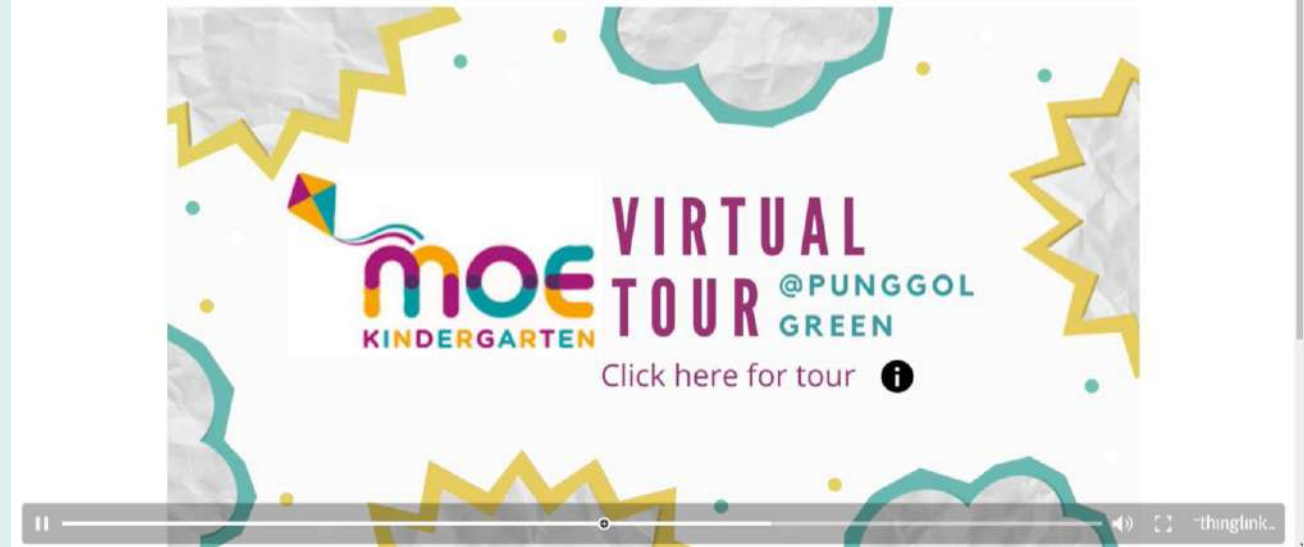 VIRTUAL
TOUR @PUNGGOL
GREEN
moe
KINDERGARTEN
Click here for tour i
thinglink..